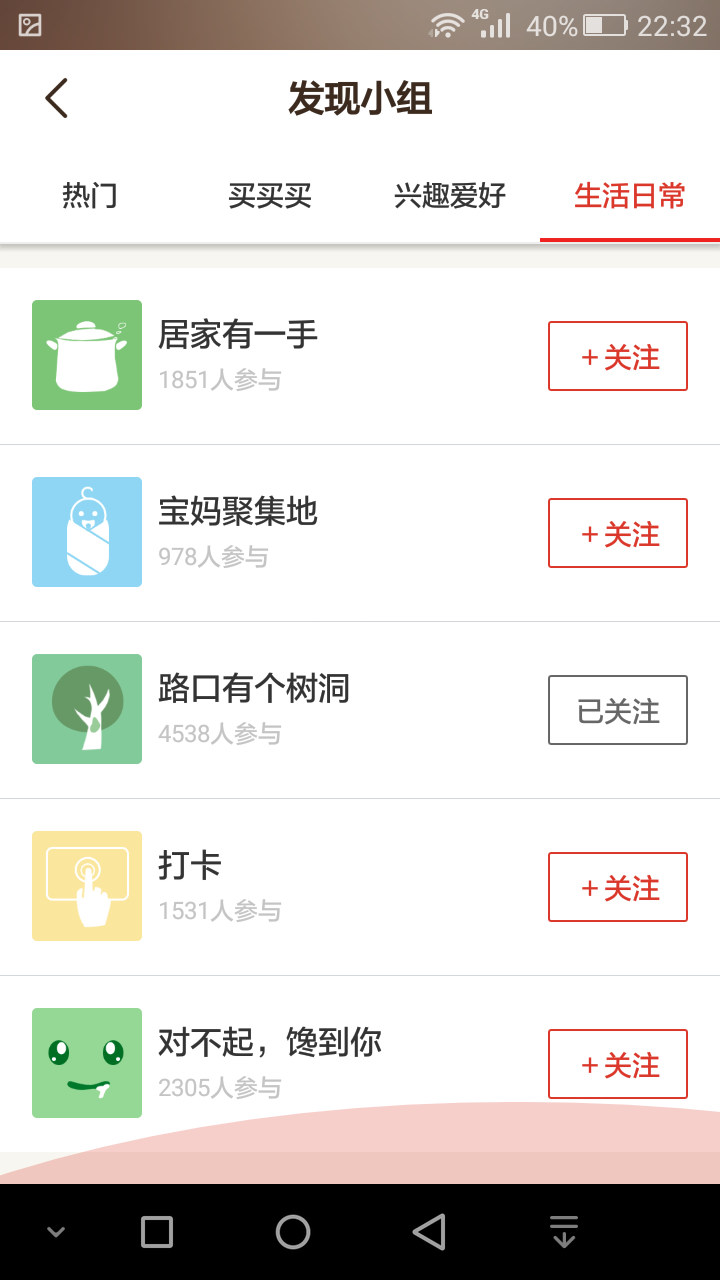 4G 40% 22:32
发现小组
热门 买买买 兴趣爱好 生活日常
居家有一手
1851人参与
+关注
宝妈聚集地
978人参与
+关注
路口有个树洞
4538人参与
已关注
打卡
1531人参与
+关注
对不起，馋到你
2305人参与
+关注